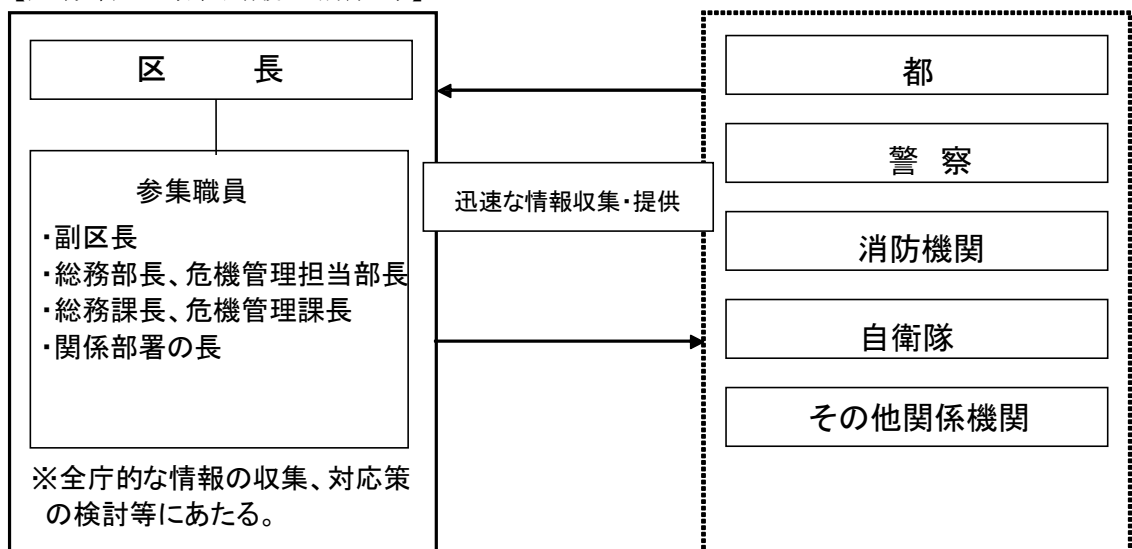 区　　長
参集職員
・副区長
・総務部長、危機管理担当部長
・総務課長、危機管理課長
・関係部署の長
※全庁的な情報の収集、対応策
の検討等にあたる。
迅速な情報収集・提供
都
警　察
消防機関
自衛隊
その他関係機関